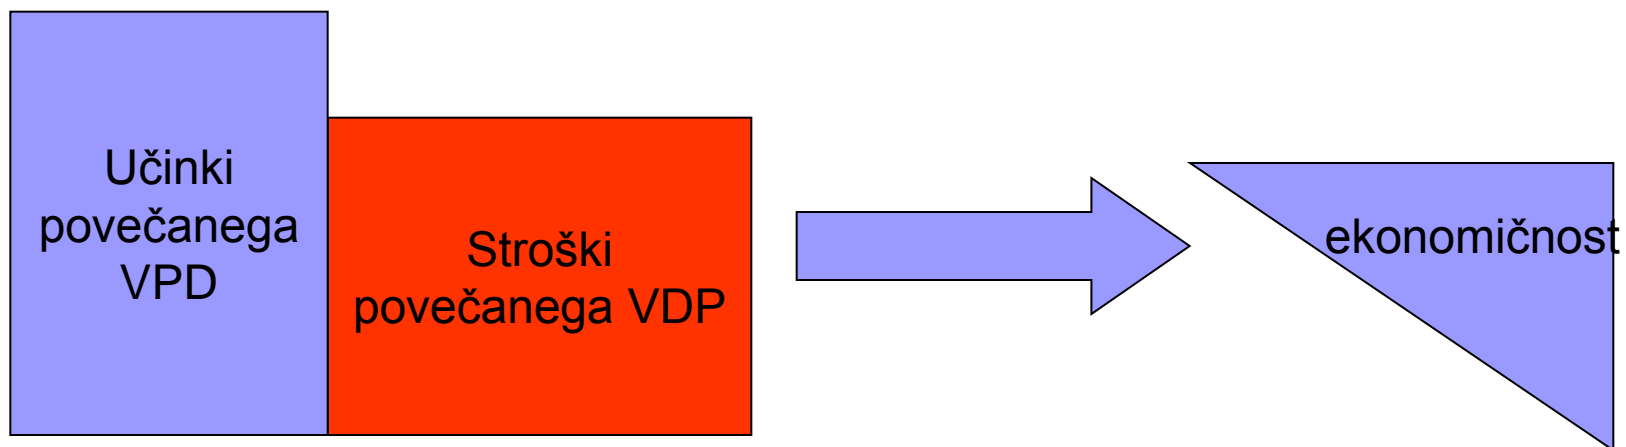 Učinki
povečanega
VPD
Stroški
povečanega VDP
ekonomičnost